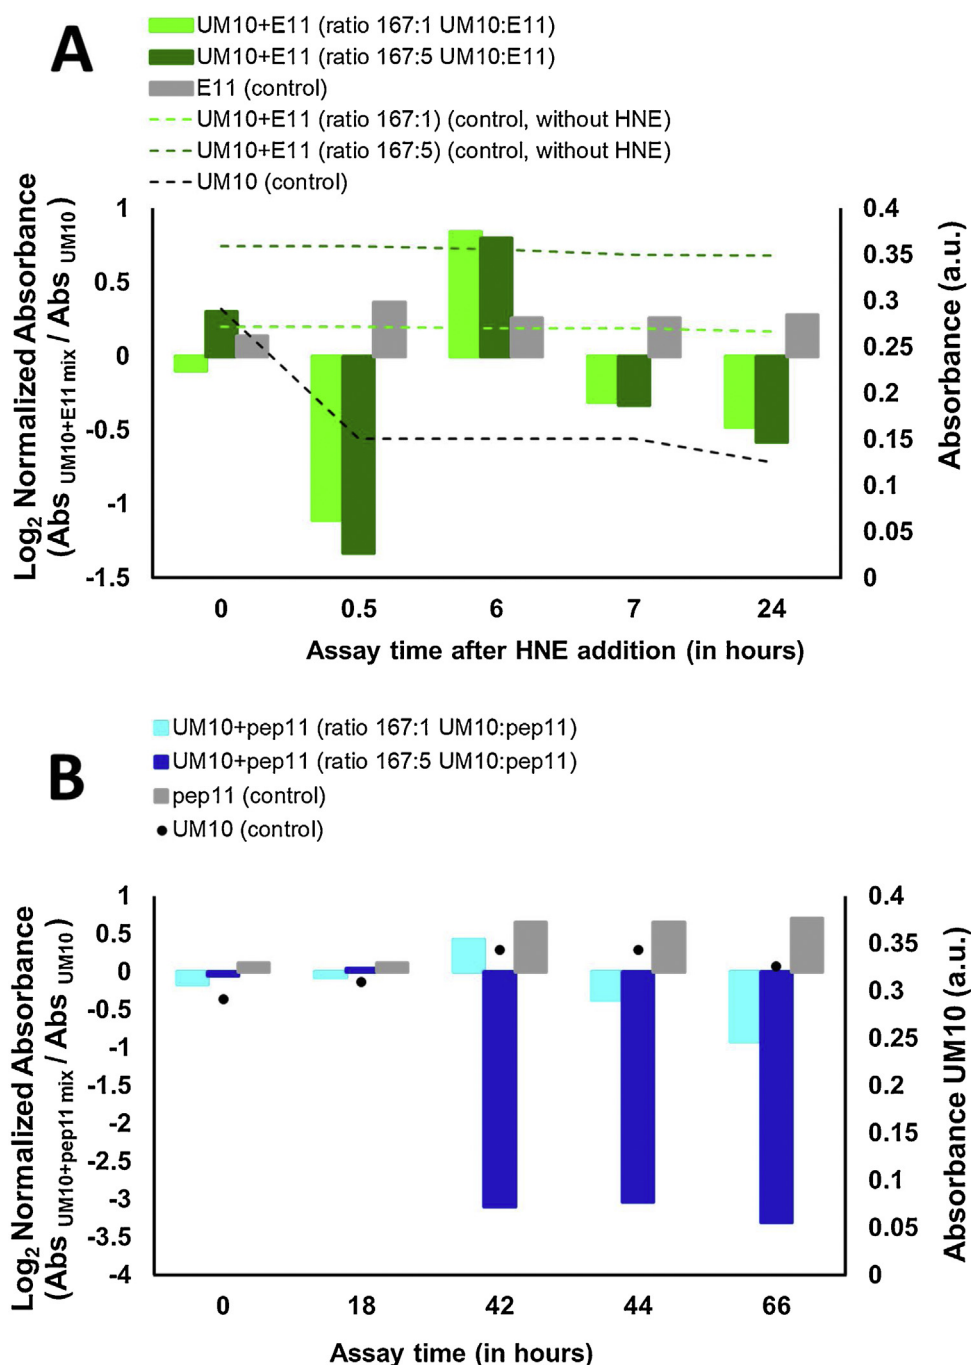 A
UM10+E11 (ratio 167:1 UM10:E11)
UM10+E11 (ratio 167:5 UM10:E11)
E11 (control)
UM10+E11 (ratio 167:1) (control, without HNE)
UM10+E11 (ratio 167:5) (control, without HNE)
UM10 (control)
Log2 Normalized Absorbance
(Abs UM10+E11 mix / Abs UM10)
1
0.5
0
-0.5
-1
-1.5
0.4
0.35
0.3
0.25
0.2
0.15
0.1
0.05
0
Absorbance (a.u.)
0 0.5 6 7 24
Assay time after HNE addition (in hours)
B
UM10+pep11 (ratio 167:1 UM10:pep11)
UM10+pep11 (ratio 167:5 UM10:pep11)
pep11 (control)
UM10 (control)
Log2 Normalized Absorbance
(Abs UM10+pep11 mix / Abs UM10)
1
0.5
0
-0.5
-1
-1.5
-2
-2.5
-3
-3.5
-4
0.4
0.35
0.3
0.25
0.2
0.15
0.1
0.05
0
Absorbance UM10 (a.u.)
0 18 42 44 66
Assay time (in hours)